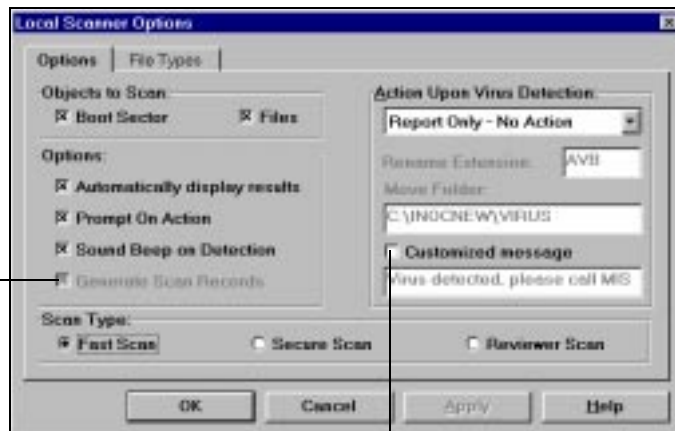 Local Scanner Options
Options
File Types
Objects to Scan:
Boot Sector
Files
Options:
Automatically display results
Prompt On Action
Sound Beep on Detection
Generate Scan Records
Action Upon Virus Detection:
Report Only - No Action
Rename Extension:
AVB
Move Folder:
C:\INOCNEW\VIRUS
Customized message
Virus detected, please call MIS
Scan Type:
Fast Scan
Secure Scan
Reviewer Scan
OK
Cancel
Apply
Help